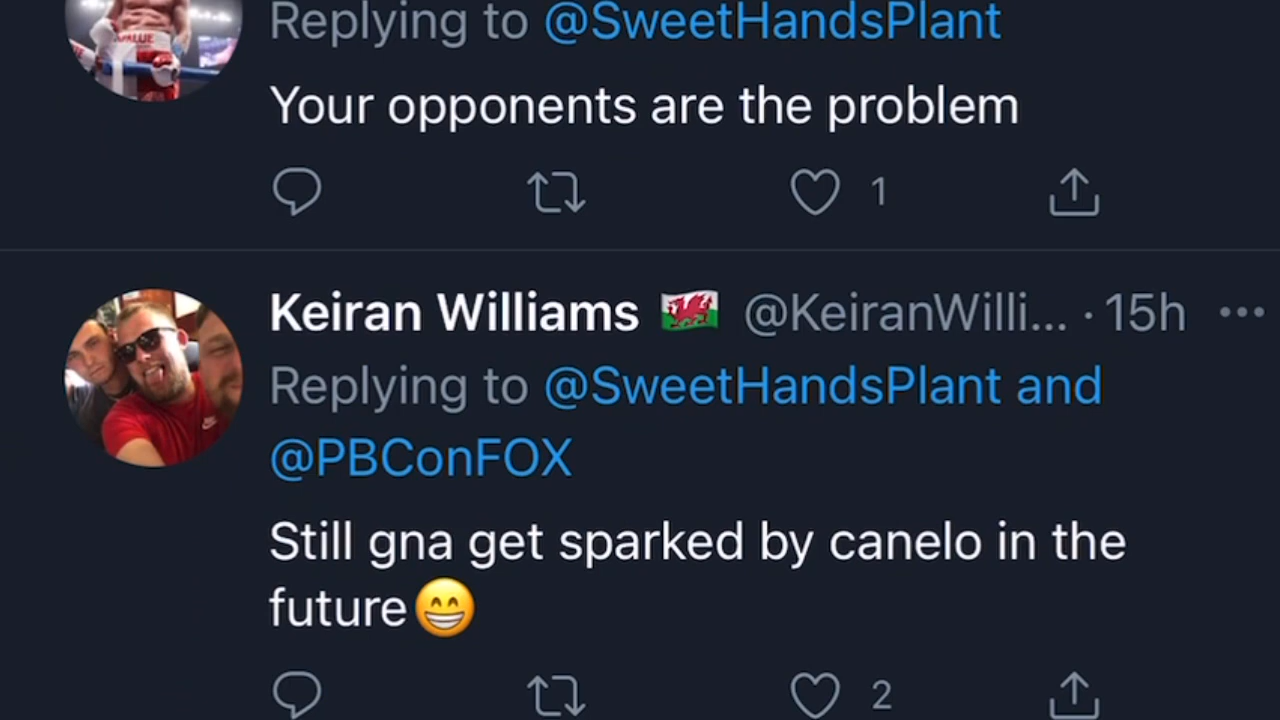 Replying to @SweetHandsPlant
Your opponents are the problem
1
Keiran Williams 🏴󠁧󠁢󠁷󠁬󠁳󠁿 @KeiranWilli... · 15h
Replying to @SweetHandsPlant and
@PBConFOX
Still gna get sparked by canelo in the
future😁
2